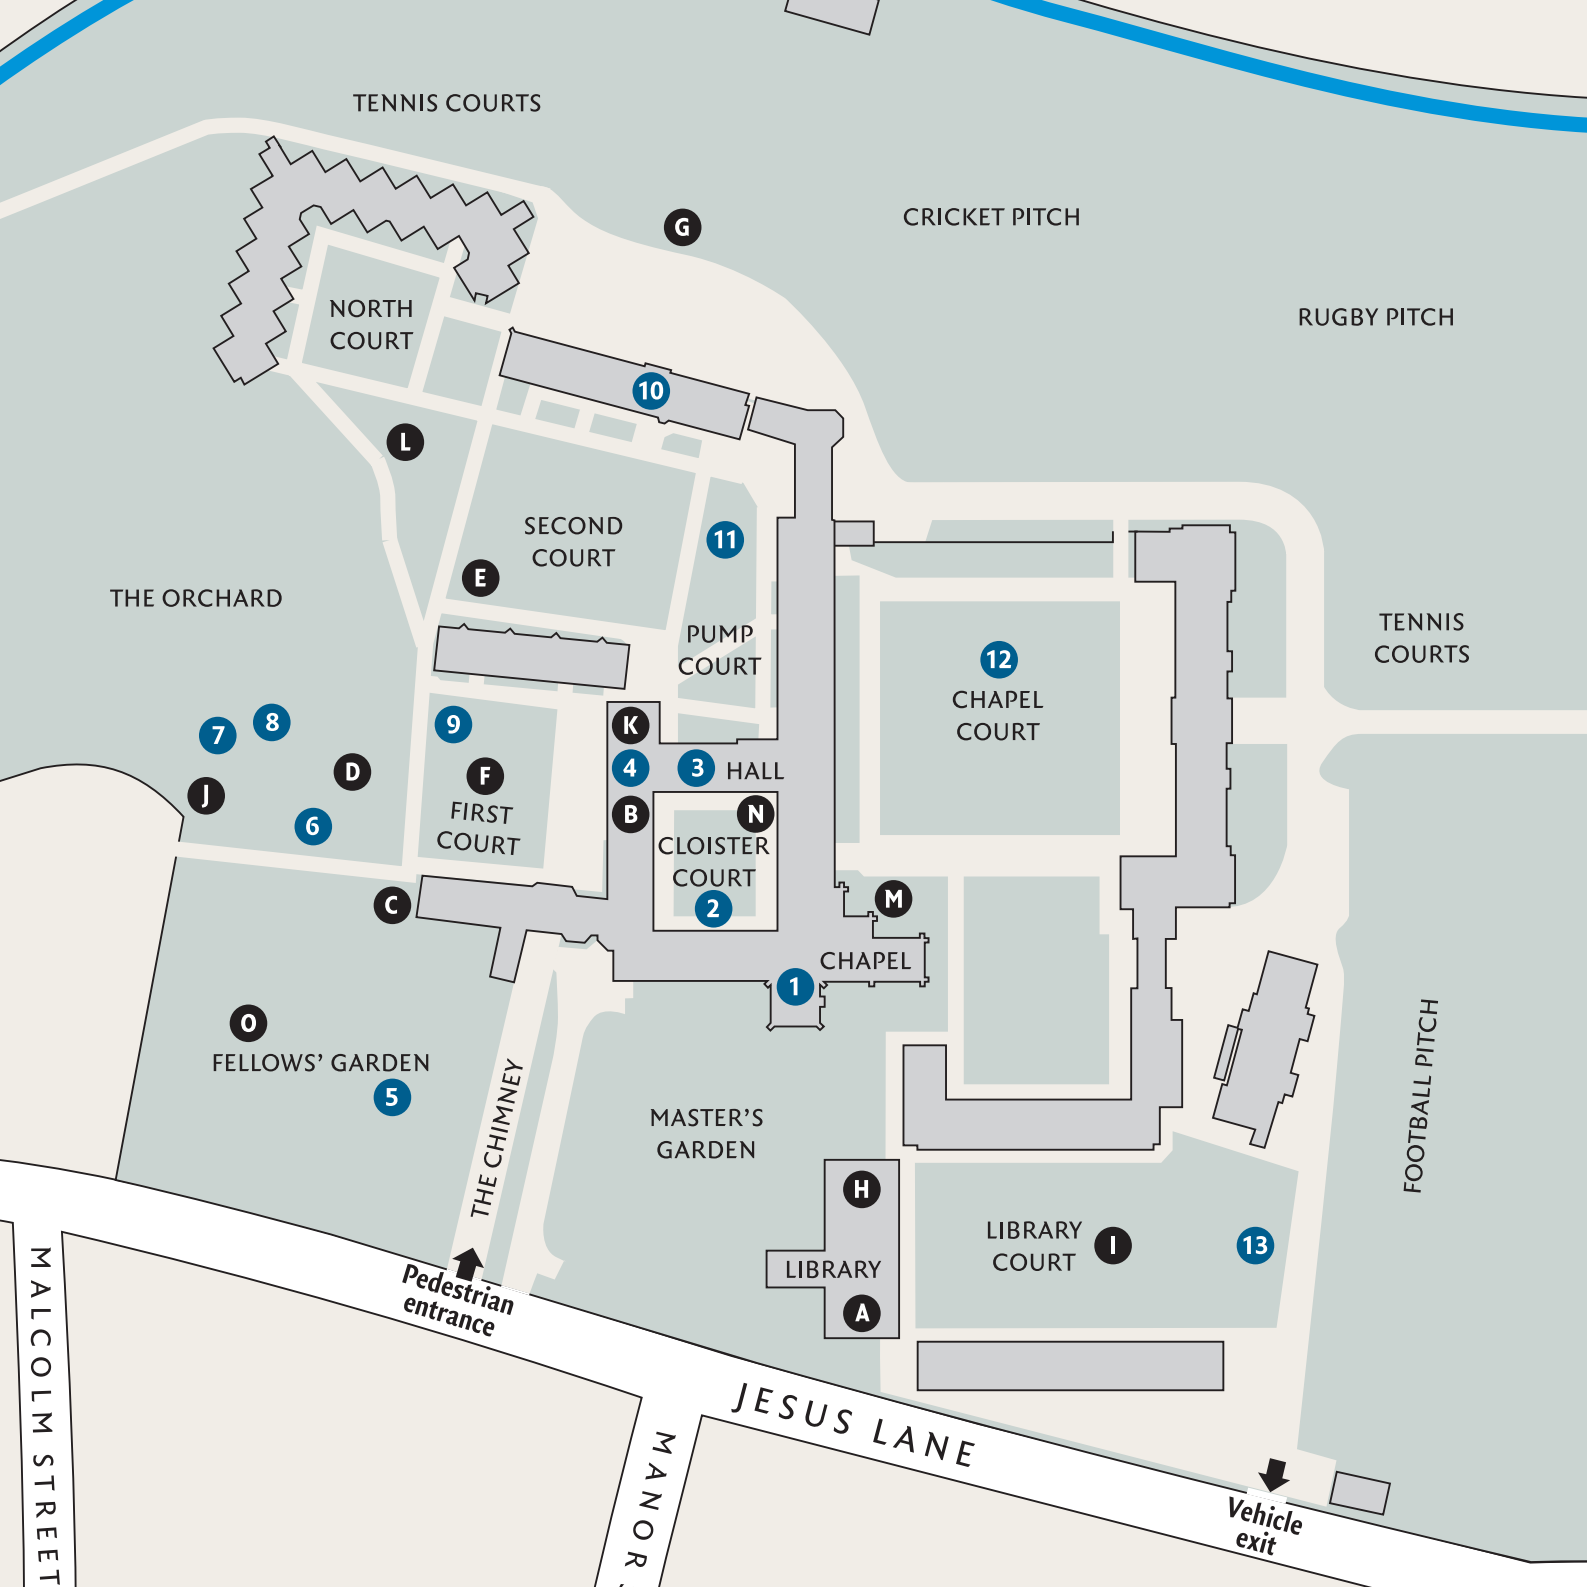 TENNIS COURTS
CRICKET PITCH
G
NORTH
COURT
RUGBY PITCH
10
L
SECOND
COURT
11
E
THE ORCHARD
PUMP
COURT
TENNIS
COURTS
12
CHAPEL
COURT
7
8
9
K
J
D
F
4
3
HALL
6
FIRST
COURT
B
N
CLOISTER
COURT
2
C
M
CHAPEL
1
O
FELLOWS' GARDEN
5
THE CHIMNEY
MASTER'S
GARDEN
FOOTBALL PITCH
H
LIBRARY
COURT
I
13
LIBRARY
A
Pedestrian
entrance
MALCOLM STREET
JESUS LANE
MANOR
Vehicle
exit